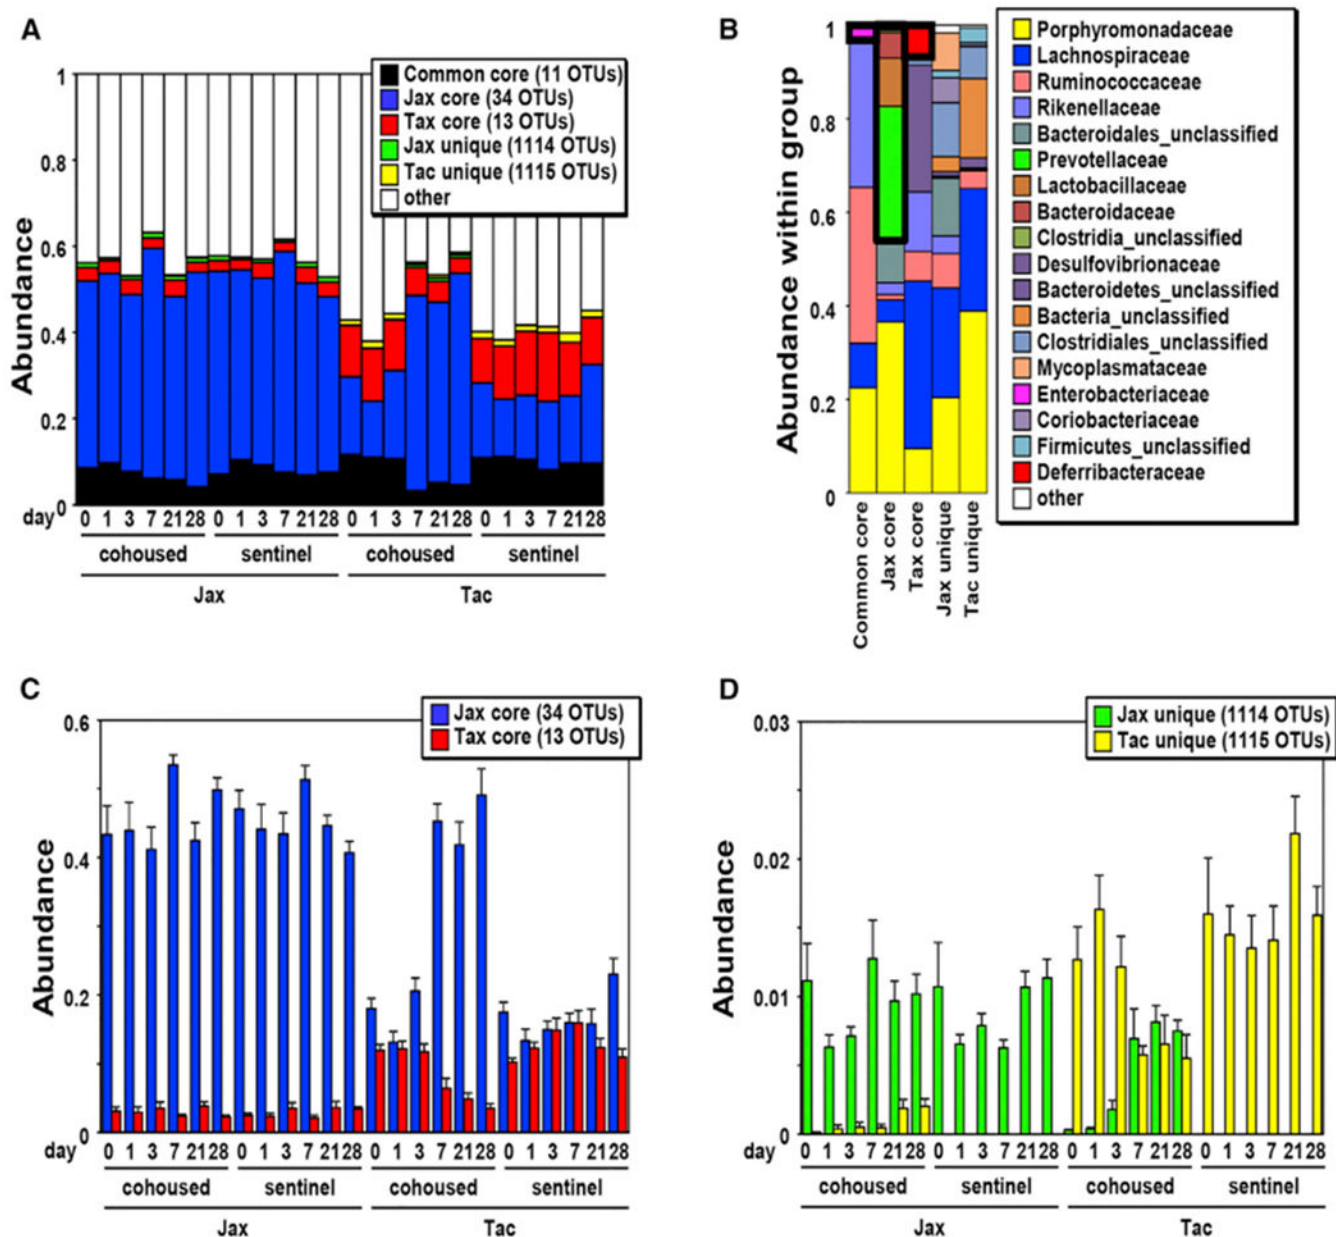 A
1
0.8
0.6
0.4
0.2
0
Abundance
Common core (11 OTUs)
Jax core (34 OTUs)
Tax core (13 OTUs)
Jax unique (1114 OTUs)
Tac unique (1115 OTUs)
other
day 0 1 3 7 21 28 0 1 3 7 21 28 0 1 3 7 21 28 0 1 3 7 21 28
cohoused sentinel cohoused sentinel
Jax Tac
B
1
0.8
0.6
0.4
0.2
0
Abundance within group
Common core
Jax core
Tax core
Jax unique
Tac unique
Porphyromonadaceae
Lachnospiraceae
Ruminococcaceae
Rikenellaceae
Bacteroidales_unclassified
Prevotellaceae
Lactobacillaceae
Bacteroidaceae
Clostridia_unclassified
Desulfovibrionaceae
Bacteroidetes_unclassified
Bacteria_unclassified
Clostridiales_unclassified
Mycoplasmataceae
Enterobacteriaceae
Coriobacteriaceae
Firmicutes_unclassified
Deferribacteraceae
other
C
0.6
0.4
0.2
0
Abundance
Jax core (34 OTUs)
Tax core (13 OTUs)
day 0 1 3 7 21 28 0 1 3 7 21 28 0 1 3 7 21 28 0 1 3 7 21 28
cohoused sentinel cohoused sentinel
Jax Tac
D
0.03
0.02
0.01
0
Abundance
Jax unique (1114 OTUs)
Tac unique (1115 OTUs)
day 0 1 3 7 21 28 0 1 3 7 21 28 0 1 3 7 21 28 0 1 3 7 21 28
cohoused sentinel cohoused sentinel
Jax Tac